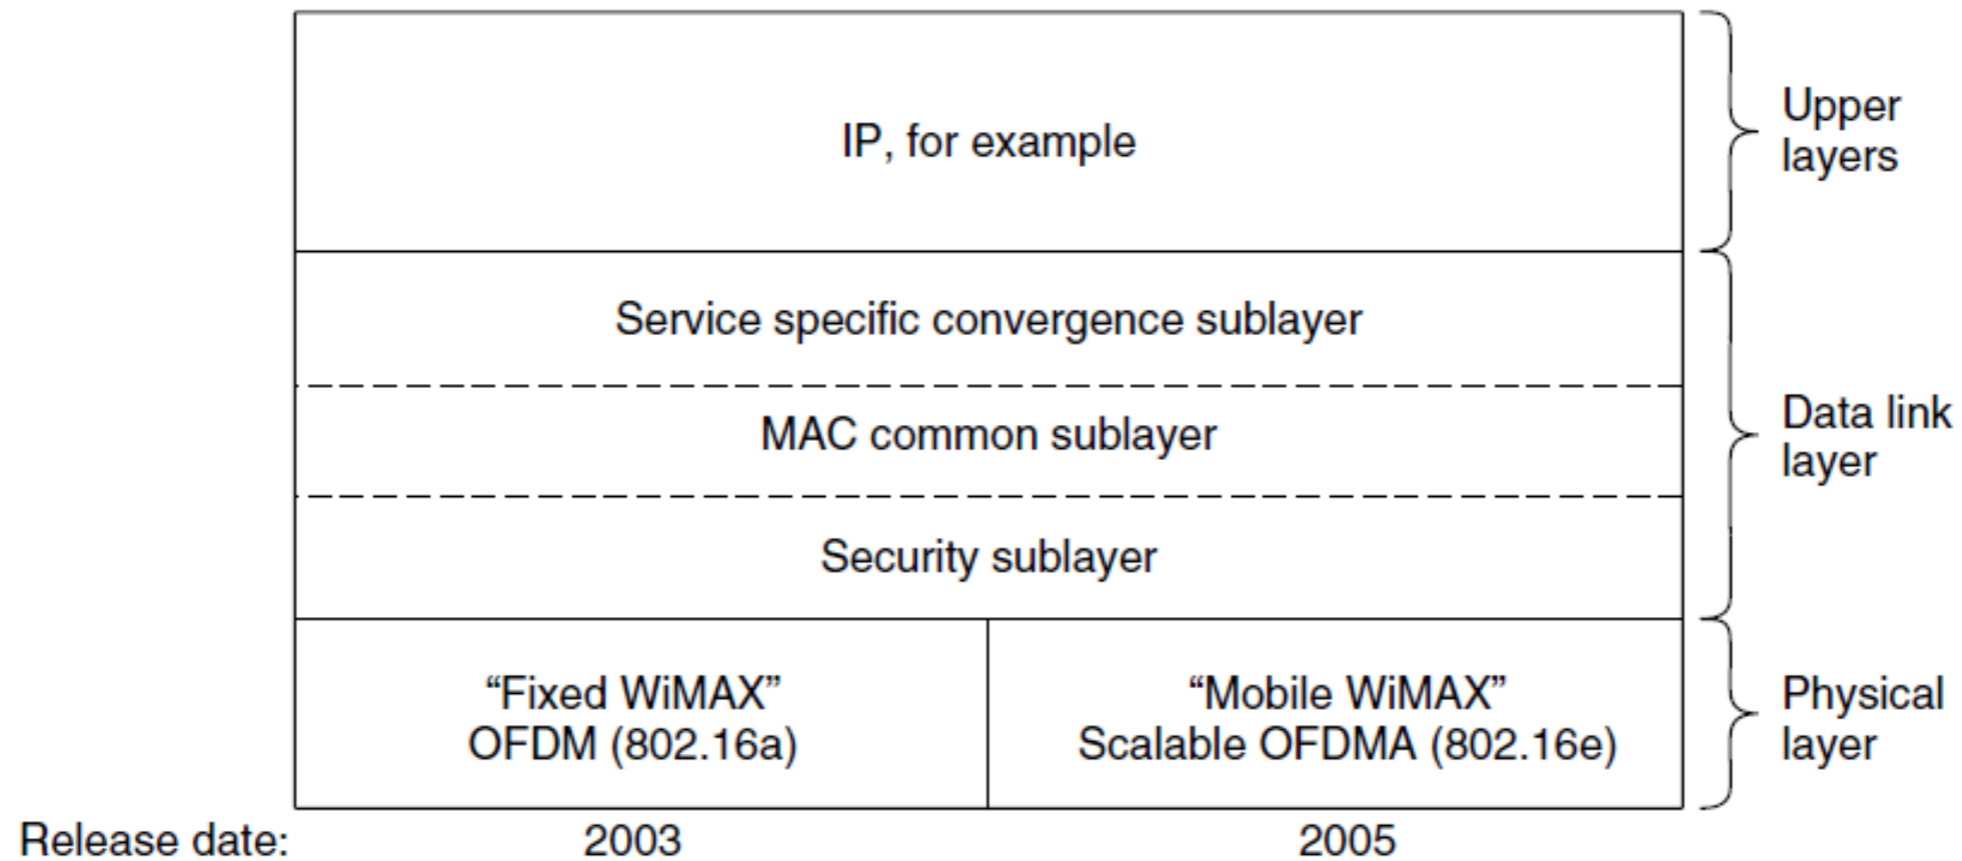 IP, for example
Upper
layers
Service specific convergence sublayer
MAC common sublayer
Security sublayer
Data link
layer
“Fixed WiMAX”
OFDM (802.16a)
“Mobile WiMAX”
Scalable OFDMA (802.16e)
Physical
layer
Release date:
2003
2005